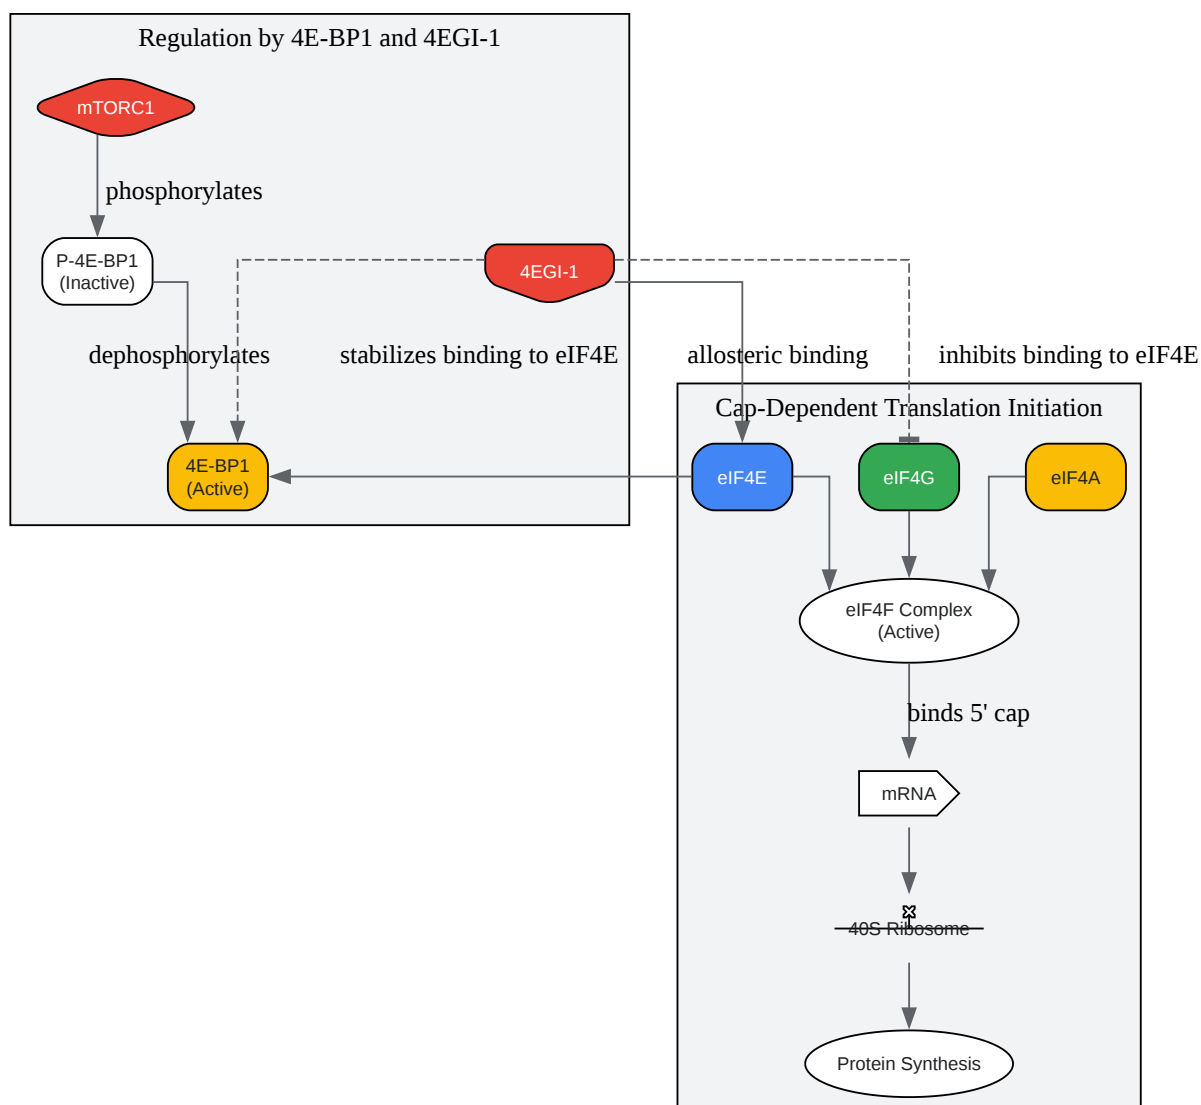 Regulation by 4E-BP1 and 4EGI-1
mTORC1
phosphorylates
P-4E-BP1
(Inactive)
4EGI-1
dephosphorylates
stabilizes binding to eIF4E
allosteric binding
inhibits binding to eIF4E
Cap-Dependent Translation Initiation
4E-BP1
(Active)
eIF4E
eIF4G
eIF4A
eIF4F Complex
(Active)
binds 5' cap
mRNA
40S Ribosome
Protein Synthesis